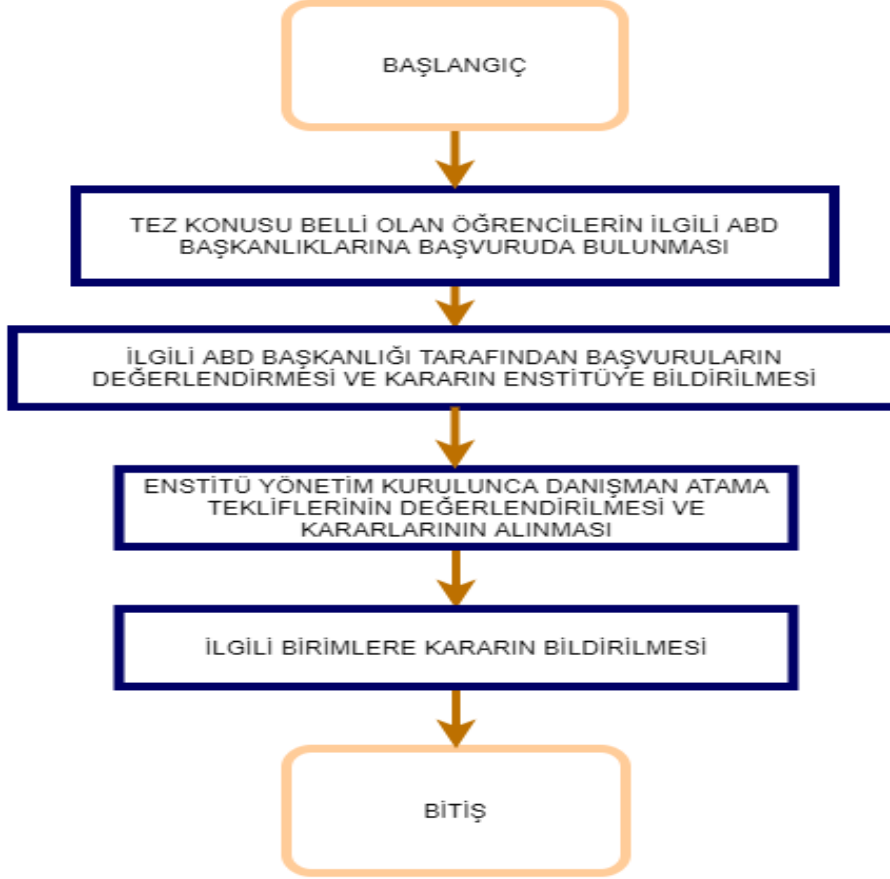 BAŞLANGIÇ
TEZ KONUSU BELLİ OLAN ÖĞRENCİLERİN İLGİLİ ABD
BAŞKANLIKLARINA BAŞVURUDA BULUNMASI
İLGİLİ ABD BAŞKANLIĞI TARAFINDAN BAŞVURULARIN
DEĞERLENDİRMESİ VE KARARIN ENSTİTÜYE BİLDİRİLMESİ
ENSTİTÜ YÖNETİM KURULUNCA DANIŞMAN ATAMA
TEKLİFLERİNİN DEĞERLENDİRİLMESİ VE
KARARLARININ ALINMASI
İLGİLİ BİRİMLERE KARARIN BİLDİRİLMESİ
BİTİŞ